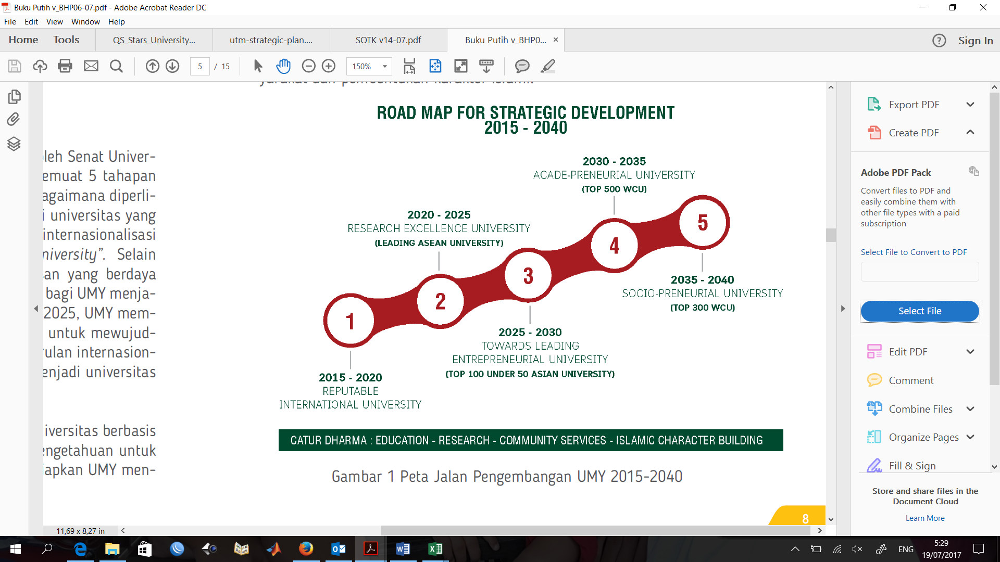 Buku Putih v_BHP06-07.pdf - Adobe Acrobat Reader DC
File Edit View Window Help
Home Tools QS_Stars_University... utm-strategic-plan.... SOTK v14-07.pdf Buku Putih v_BHP0... × ? Sign In
5 / 15 150%
yarakat dan pembentukan karakter islami.
ROAD MAP FOR STRATEGIC DEVELOPMENT
2015 - 2040
oleh Senat Univer-
emuat 5 tahapan
agaimana diperli-
i universitas yang
internasionalisasi
niversity”. Selain
an yang berdaya
bagi UMY menja-
2025, UMY mem-
untuk mewujud-
ulan internasion-
enjadi universitas
iversitas berbasis
engetahuan untuk
apkan UMY men-
2030 - 2035
ACADE-PRENEURIAL UNIVERSITY
(TOP 500 WCU)
2020 - 2025
RESEARCH EXCELLENCE UNIVERSITY
(LEADING ASEAN UNIVERSITY)
1
2
3
4
5
2035 - 2040
SOCIO-PRENEURIAL UNIVERSITY
(TOP 300 WCU)
2025 - 2030
TOWARDS LEADING
ENTREPRENEURIAL UNIVERSITY
(TOP 100 UNDER 50 ASIAN UNIVERSITY)
2015 - 2020
REPUTABLE
INTERNATIONAL UNIVERSITY
CATUR DHARMA : EDUCATION - RESEARCH - COMMUNITY SERVICES - ISLAMIC CHARACTER BUILDING
Gambar 1 Peta Jalan Pengembangan UMY 2015-2040
8
11,69 x 8,27 in
Export PDF
Create PDF
Adobe PDF Pack
Convert files to PDF and
easily combine them with
other file types with a paid
subscription
Select File to Convert to PDF
Select File
Edit PDF
Comment
Combine Files
Organize Pages
Fill & Sign
Store and share files in the
Document Cloud
Learn More
ENG
5:29
19/07/2017